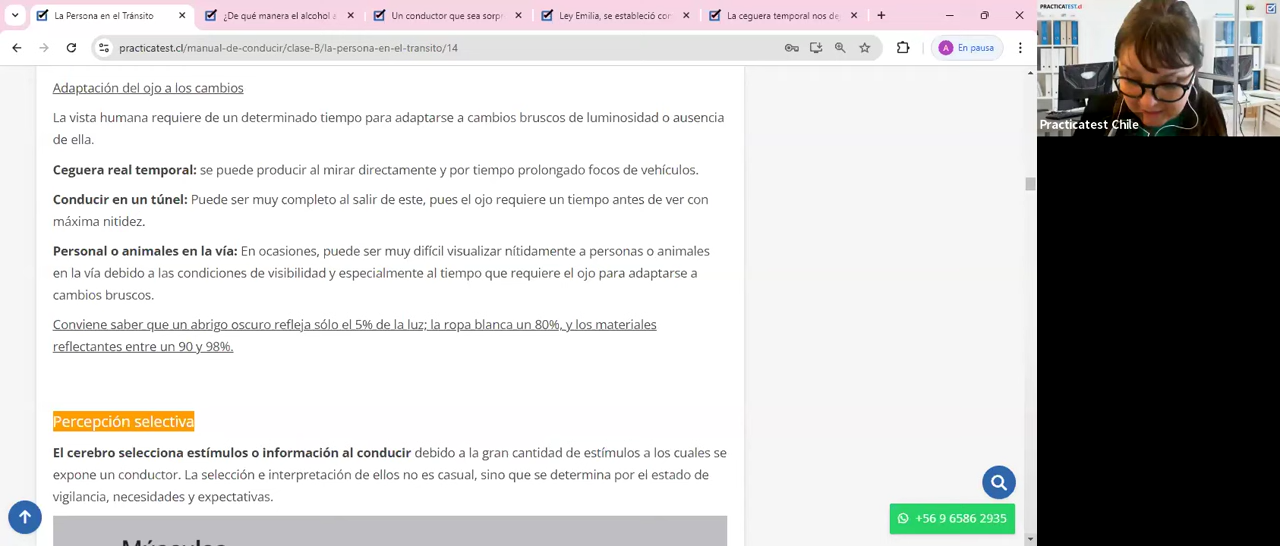 La Persona en el Tránsito
¿De qué manera el alcohol a
Un conductor que sea sorpr
Ley Emilia, se estableció con
La ceguera temporal nos de
practicatest.cl/manual-de-conducir/clase-B/la-persona-en-el-transito/14
A
En pausa
Adaptación del ojo a los cambios
La vista humana requiere de un determinado tiempo para adaptarse a cambios bruscos de luminosidad o ausencia
de ella.
Ceguera real temporal: se puede producir al mirar directamente y por tiempo prolongado focos de vehículos.
Conducir en un túnel: Puede ser muy completo al salir de este, pues el ojo requiere un tiempo antes de ver con
máxima nitidez.
Personal o animales en la vía: En ocasiones, puede ser muy difícil visualizar nítidamente a personas o animales
en la vía debido a las condiciones de visibilidad y especialmente al tiempo que requiere el ojo para adaptarse a
cambios bruscos.
Conviene saber que un abrigo oscuro refleja sólo el 5% de la luz; la ropa blanca un 80%, y los materiales
reflectantes entre un 90 y 98%.
Percepción selectiva
El cerebro selecciona estímulos o información al conducir debido a la gran cantidad de estímulos a los cuales se
expone un conductor. La selección e interpretación de ellos no es casual, sino que se determina por el estado de
vigilancia, necesidades y expectativas.
Músculos
+56 9 6586 2935
PRACTICATEST.cl
Practicatest Chile